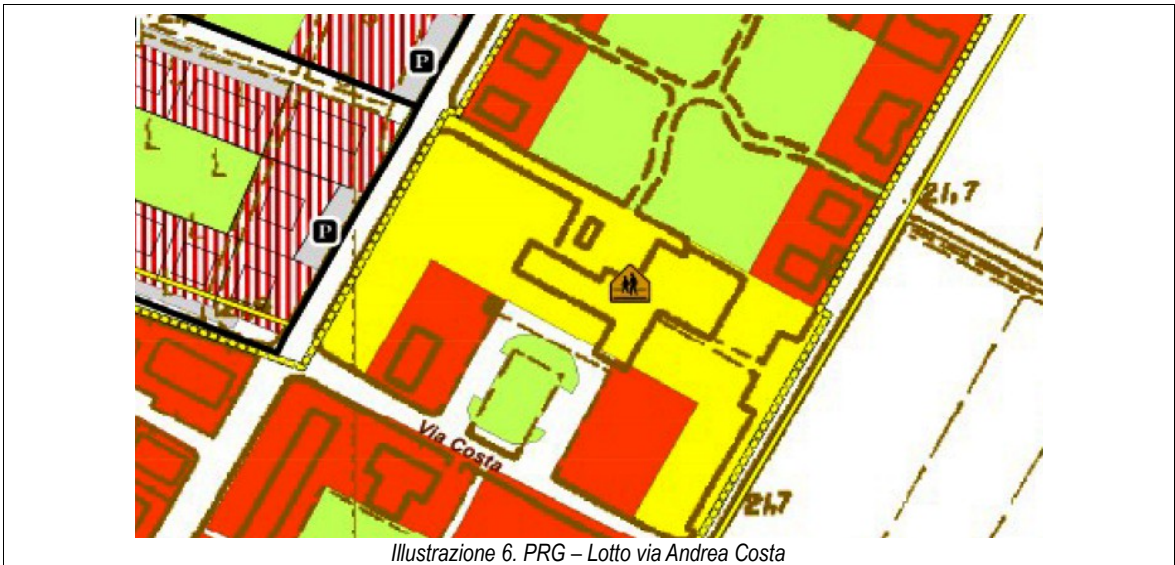 P
P
21,7
Via Costa
21,7
Illustrazione 6. PRG – Lotto via Andrea Costa